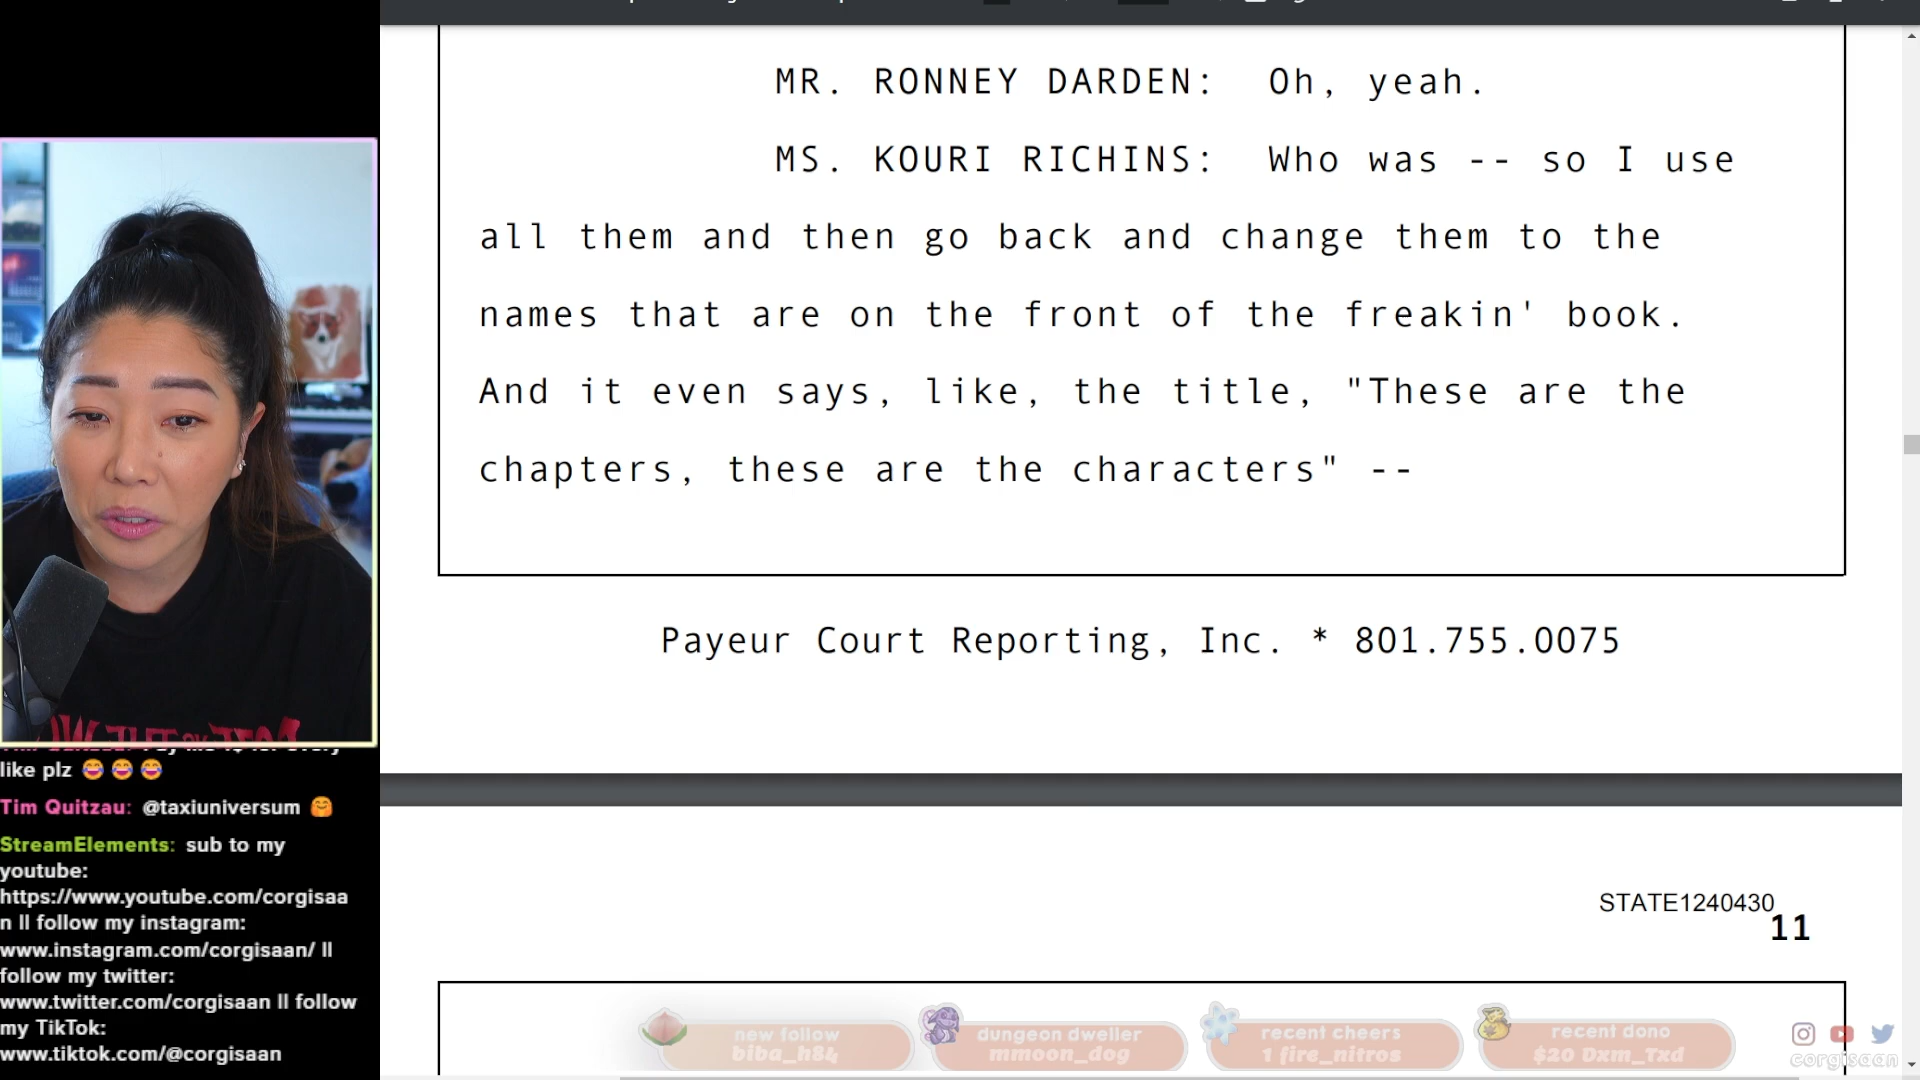 MR. RONNEY DARDEN: Oh, yeah.
MS. KOURI RICHINS: Who was -- so I use
all them and then go back and change them to the
names that are on the front of the freakin' book.
And it even says, like, the title, "These are the
chapters, these are the characters" --
Payeur Court Reporting, Inc. * 801.755.0075
STATE1240430
11
like plz 😂 😂 😂
Tim Quitzau: @taxiuniversum 🤗
StreamElements: sub to my
youtube:
https://www.youtube.com/corgisaa
n ll follow my instagram:
www.instagram.com/corgisaan/ ll
follow my twitter:
www.twitter.com/corgisaan ll follow
my TikTok:
www.tiktok.com/@corgisaan
new follow
biba_h84
dungeon dweller
mmoon_dog
recent cheers
1 fire_nitros
recent dono
$20 Dxm_Txd
corgisaan